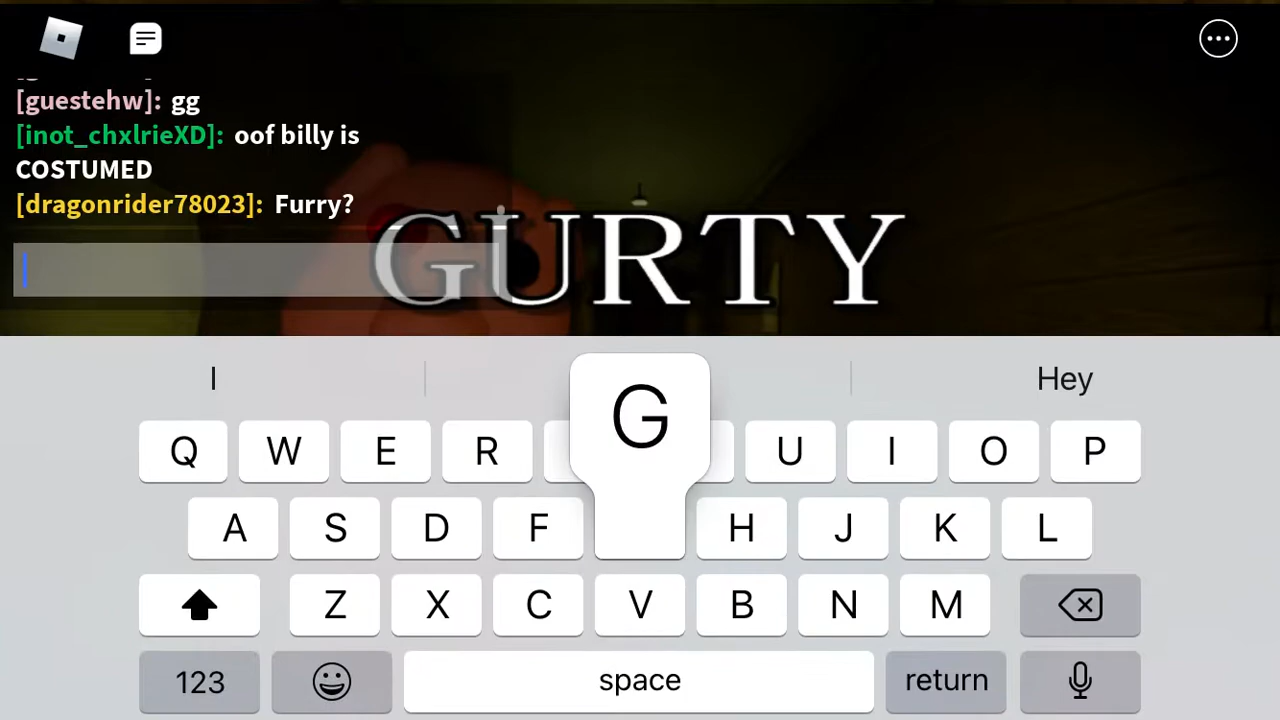 [guestehw]: gg
[inot_chxlrieXD]: oof billy is
COSTUMED
[dragonrider78023]: Furry?
GURTY
I Hey
G
Q W E R U I O P
A S D F H J K L
Z X C V B N M
123 space return